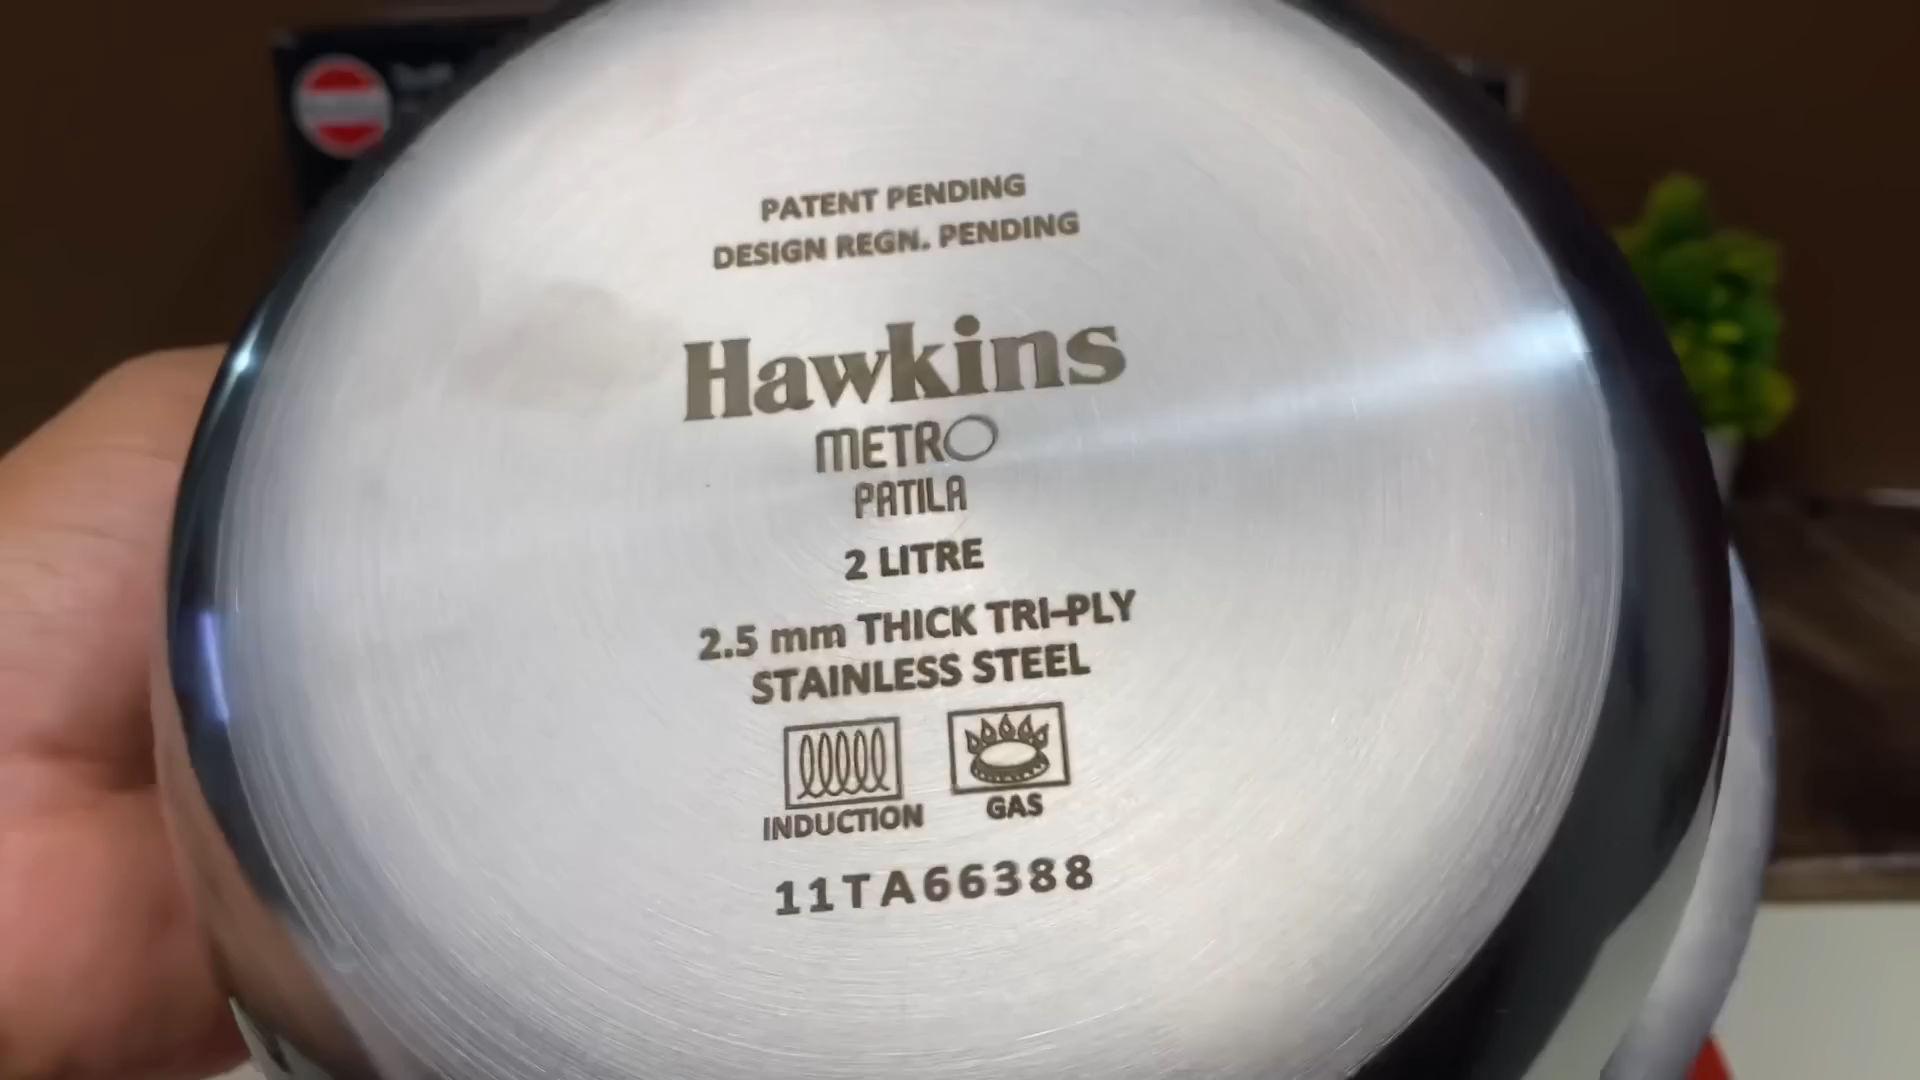 PATENT PENDING
DESIGN REGN. PENDING
Hawkins
METRO
PATILA
2 LITRE
2.5 mm THICK TRI-PLY
STAINLESS STEEL
INDUCTION GAS
11TA66388